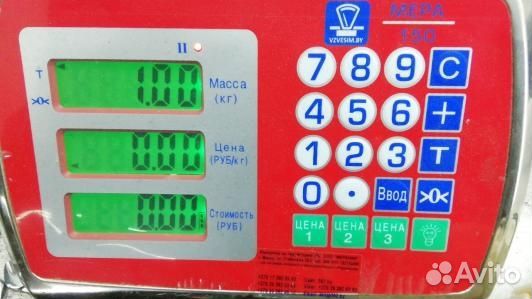 VZVESIM.BY
МЕРА
150
II
Т
1.00
Масса
(кг)
>0<
0.00
Цена
(РУБ/кг)
0.00
Стоимость
(РУБ)
7 8 9 C
4 5 6 +
1 2 3 T
0 . Ввод >0<
ЦЕНА 1
ЦЕНА 2
ЦЕНА 3
Avito